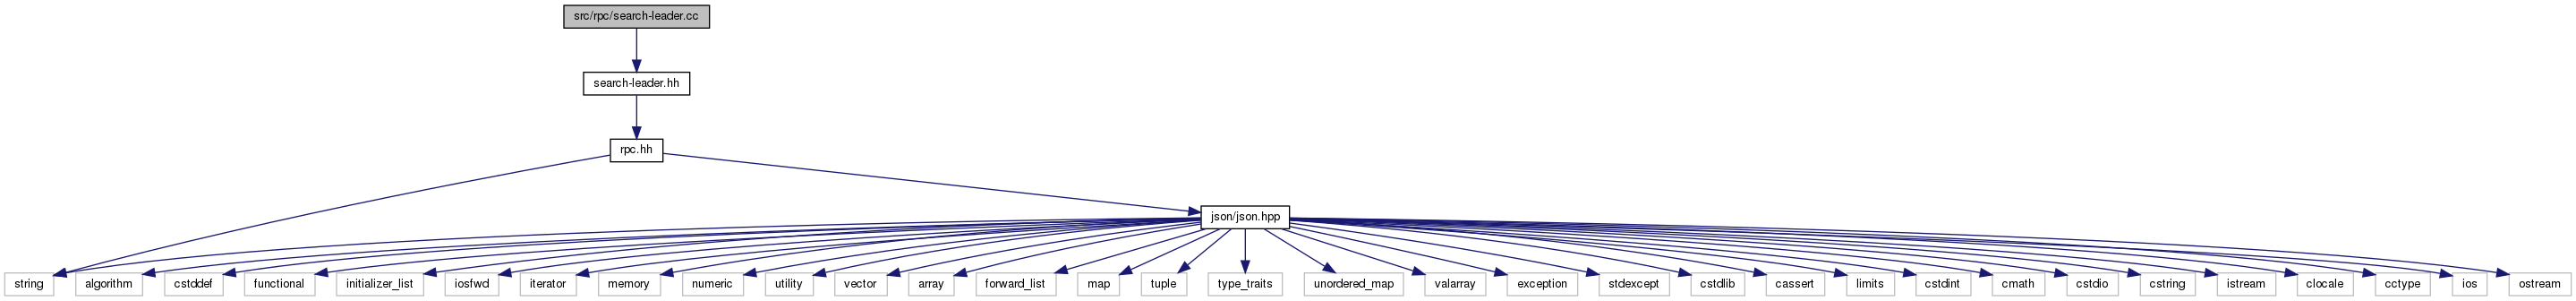 src/rpc/search-leader.cc
search-leader.hh
rpc.hh
json/json.hpp
string
algorithm
cstddef
functional
initializer_list
iosfwd
iterator
memory
numeric
utility
vector
array
forward_list
map
tuple
type_traits
unordered_map
valarray
exception
stdexcept
cstdlib
cassert
limits
cstdint
cmath
cstdio
cstring
istream
clocale
cctype
ios
ostream